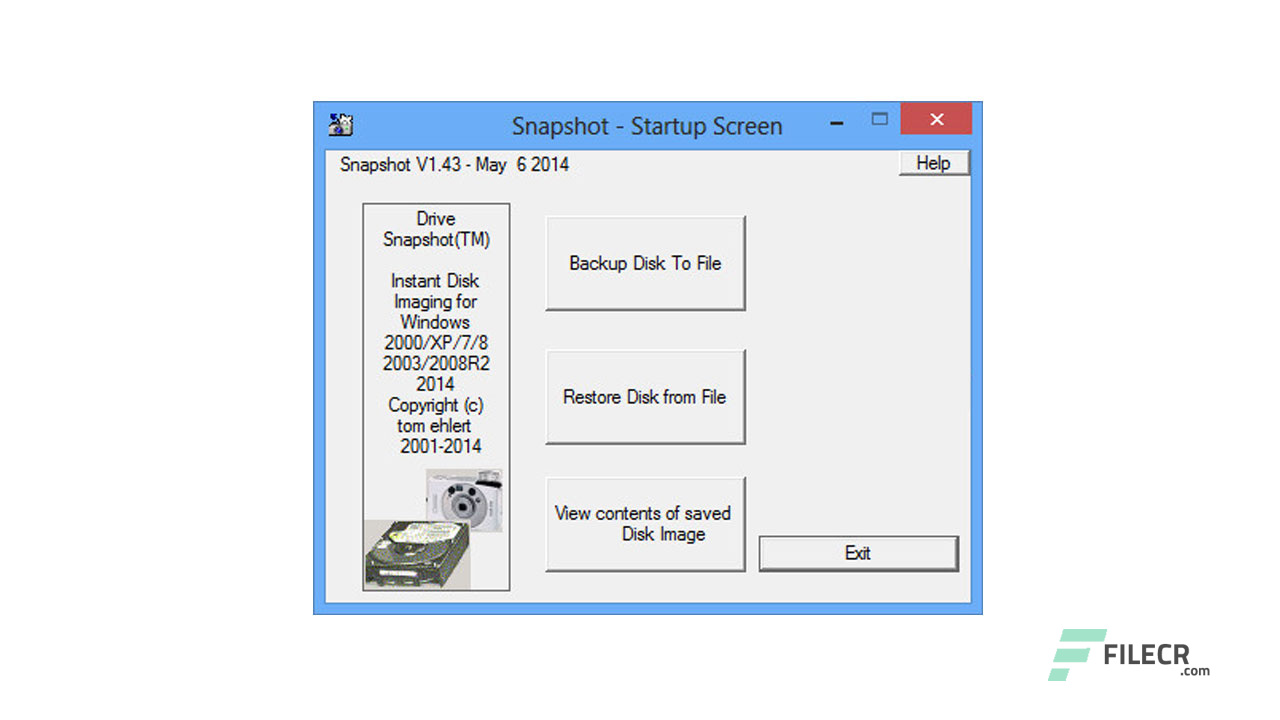 Snapshot - Startup Screen
Snapshot V1.43 - May  6 2014
Help
Drive
Snapshot(TM)
Instant Disk
Imaging for
Windows
2000/XP/7/8
2003/2008R2
2014
Copyright (c)
tom ehlert
2001-2014
Backup Disk To File
Restore Disk from File
View contents of saved
Disk Image
Exit
FILECR
.com